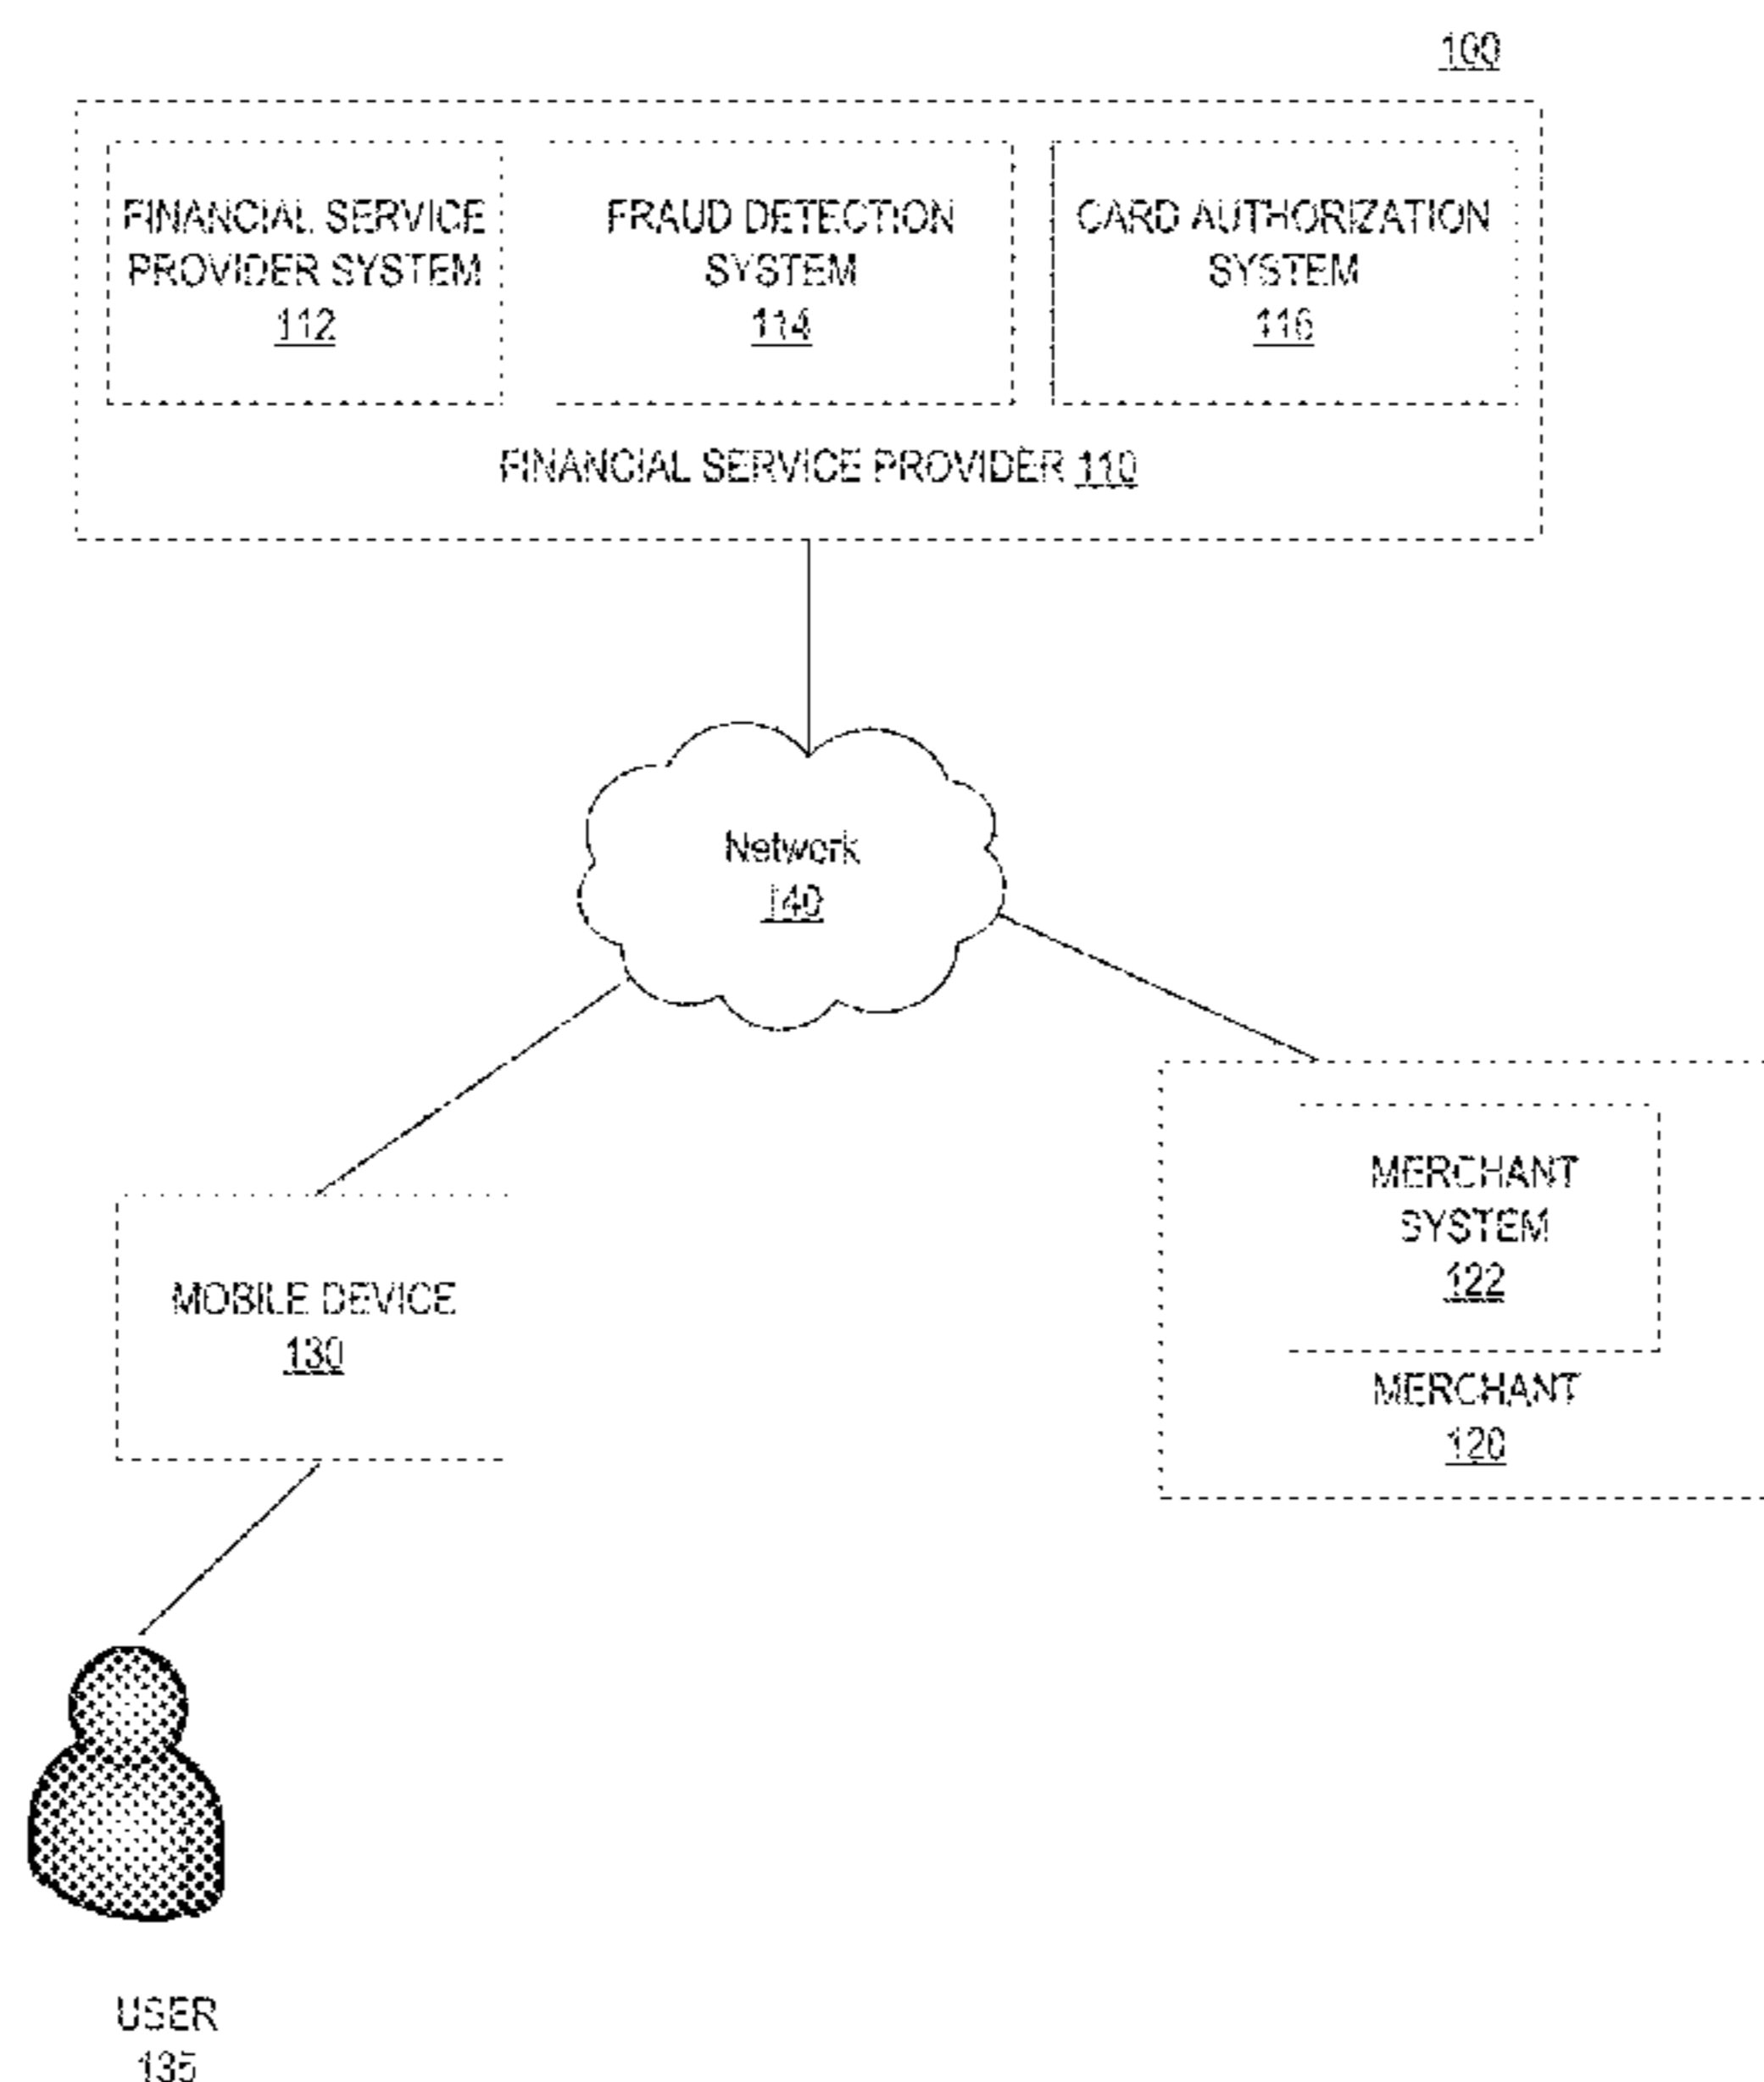 100
FINANCIAL SERVICE
PROVIDER SYSTEM
112
FRAUD DETECTION
SYSTEM
114
CARD AUTHORIZATION
SYSTEM
116
FINANCIAL SERVICE PROVIDER 110
Network
140
MERCHANT
SYSTEM
122
MERCHANT
120
MOBILE DEVICE
130
USER
135